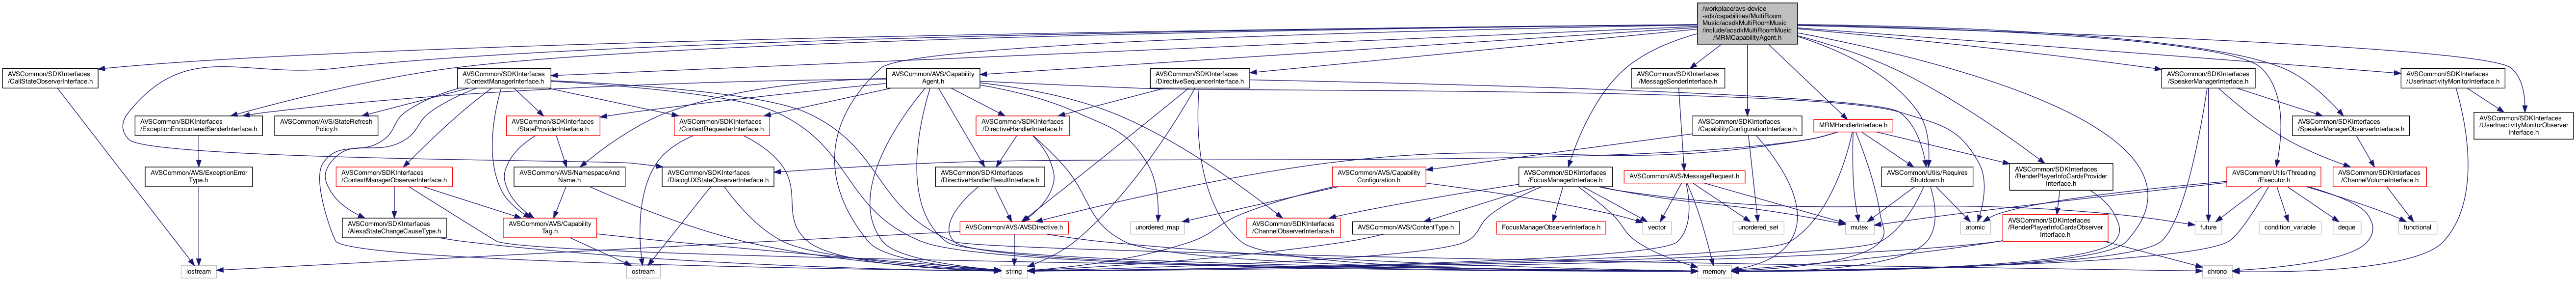 /workplace/avs-device
-sdk/capabilities/MultiRoom
Music/acsdkMultiRoomMusic
/include/acsdkMultiRoomMusic
/MRMCapabilityAgent.h
AVSCommon/SDKInterfaces
/CallStateObserverInterface.h
AVSCommon/SDKInterfaces
/ContextManagerInterface.h
AVSCommon/AVS/Capability
Agent.h
AVSCommon/SDKInterfaces
/DirectiveSequencerInterface.h
AVSCommon/SDKInterfaces
/MessageSenderInterface.h
AVSCommon/SDKInterfaces
/SpeakerManagerInterface.h
AVSCommon/SDKInterfaces
/UserInactivityMonitorInterface.h
AVSCommon/SDKInterfaces
/ExceptionEncounteredSenderInterface.h
AVSCommon/AVS/StateRefresh
Policy.h
AVSCommon/SDKInterfaces
/StateProviderInterface.h
AVSCommon/SDKInterfaces
/ContextRequesterInterface.h
AVSCommon/SDKInterfaces
/DirectiveHandlerInterface.h
AVSCommon/SDKInterfaces
/CapabilityConfigurationInterface.h
MRMHandlerInterface.h
AVSCommon/SDKInterfaces
/SpeakerManagerObserverInterface.h
AVSCommon/SDKInterfaces
/UserInactivityMonitorObserver
Interface.h
AVSCommon/AVS/ExceptionError
Type.h
AVSCommon/SDKInterfaces
/ContextManagerObserverInterface.h
AVSCommon/AVS/NamespaceAnd
Name.h
AVSCommon/SDKInterfaces
/DialogUXStateObserverInterface.h
AVSCommon/SDKInterfaces
/DirectiveHandlerResultInterface.h
AVSCommon/AVS/Capability
Configuration.h
AVSCommon/SDKInterfaces
/FocusManagerInterface.h
AVSCommon/AVS/MessageRequest.h
AVSCommon/Utils/Requires
Shutdown.h
AVSCommon/SDKInterfaces
/RenderPlayerInfoCardsProvider
Interface.h
AVSCommon/Utils/Threading
/Executor.h
AVSCommon/SDKInterfaces
/ChannelVolumeInterface.h
AVSCommon/SDKInterfaces
/AlexaStateChangeCauseType.h
AVSCommon/AVS/Capability
Tag.h
AVSCommon/AVS/AVSDirective.h
unordered_map
AVSCommon/SDKInterfaces
/ChannelObserverInterface.h
AVSCommon/AVS/ContentType.h
FocusManagerObserverInterface.h
vector
unordered_set
mutex
atomic
AVSCommon/SDKInterfaces
/RenderPlayerInfoCardsObserver
Interface.h
future
condition_variable
deque
functional
iostream
ostream
string
memory
chrono